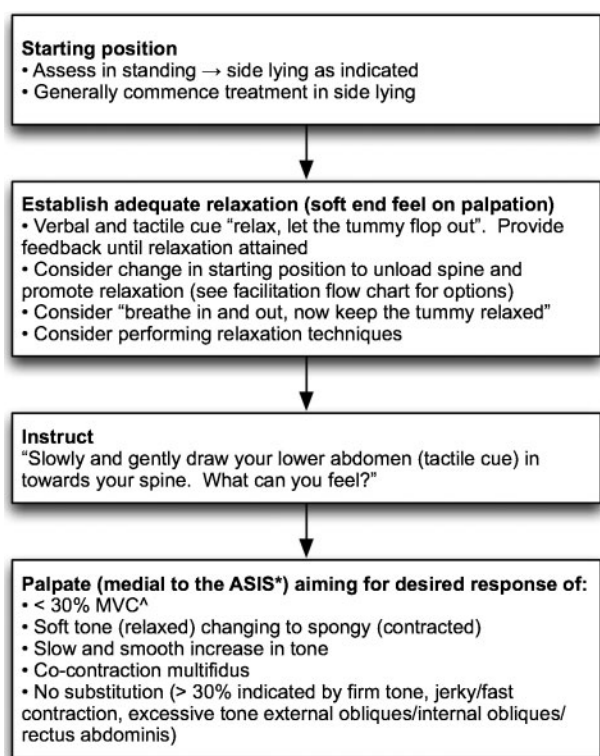 Starting position
• Assess in standing → side lying as indicated
• Generally commence treatment in side lying
Establish adequate relaxation (soft end feel on palpation)
• Verbal and tactile cue “relax, let the tummy flop out”.  Provide
feedback until relaxation attained
• Consider change in starting position to unload spine and
promote relaxation (see facilitation flow chart for options)
• Consider “breathe in and out, now keep the tummy relaxed”
• Consider performing relaxation techniques
Instruct
“Slowly and gently draw your lower abdomen (tactile cue) in
towards your spine.  What can you feel?”
Palpate (medial to the ASIS*) aiming for desired response of:
• < 30% MVC^
• Soft tone (relaxed) changing to spongy (contracted)
• Slow and smooth increase in tone
• Co-contraction multifidus
• No substitution (> 30% indicated by firm tone, jerky/fast
contraction, excessive tone external obliques/internal obliques/
rectus abdominis)